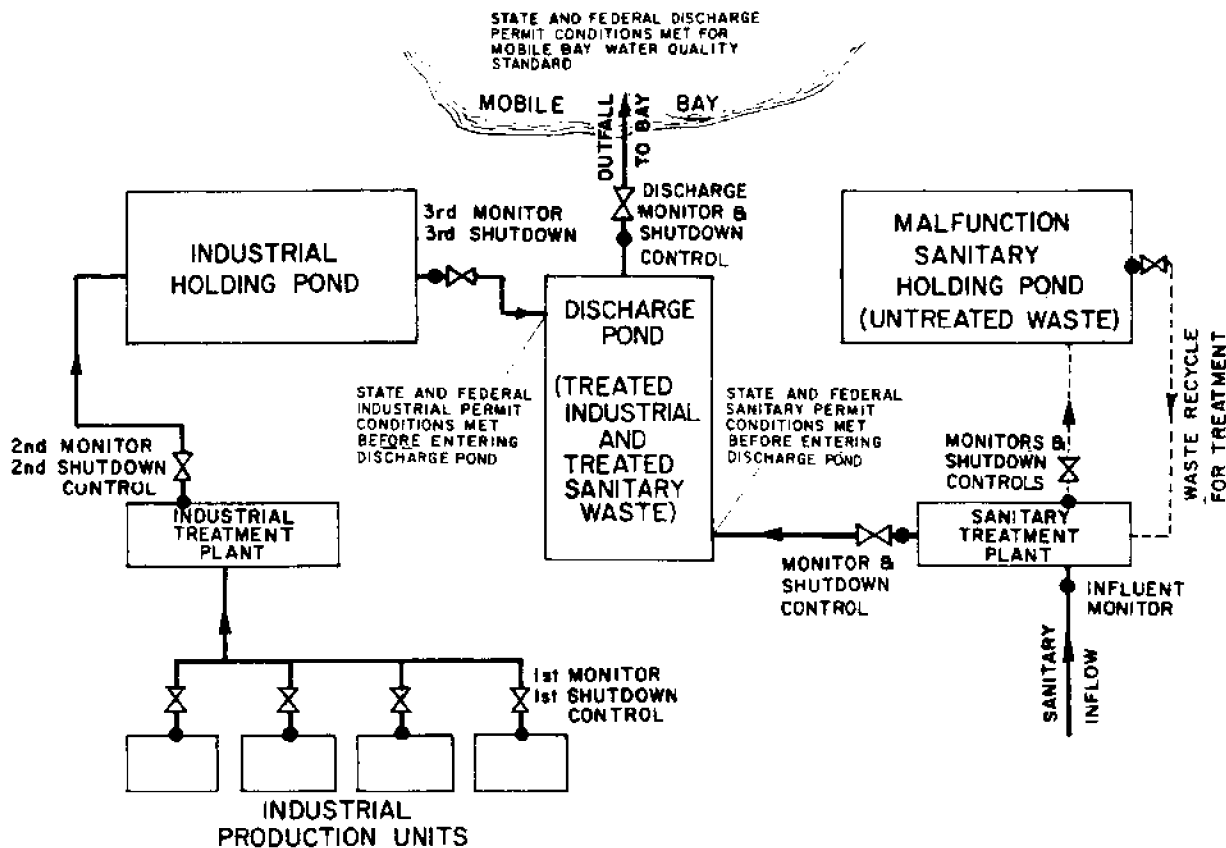 STATE AND FEDERAL DISCHARGE
PERMIT CONDITIONS MET FOR
MOBILE BAY WATER QUALITY
STANDARD
MOBILE BAY
OUTFALL
TO BAY
DISCHARGE
MONITOR &
SHUTDOWN
CONTROL
3rd MONITOR
3rd SHUTDOWN
INDUSTRIAL
HOLDING POND
MALFUNCTION
SANITARY
HOLDING POND
(UNTREATED WASTE)
DISCHARGE
POND
(TREATED
INDUSTRIAL
AND
TREATED
SANITARY
WASTE)
STATE AND FEDERAL
INDUSTRIAL PERMIT
CONDITIONS MET
BEFORE ENTERING
DISCHARGE POND
STATE AND FEDERAL
SANITARY PERMIT
CONDITIONS MET
BEFORE ENTERING
DISCHARGE POND
WASTE RECYCLE
FOR TREATMENT
2nd MONITOR
2nd SHUTDOWN
CONTROL
MONITORS &
SHUTDOWN
CONTROLS
INDUSTRIAL
TREATMENT
PLANT
SANITARY
TREATMENT
PLANT
MONITOR &
SHUTDOWN
CONTROL
INFLUENT
MONITOR
SANITARY
INFLOW
1st MONITOR
1st SHUTDOWN
CONTROL
INDUSTRIAL
PRODUCTION UNITS